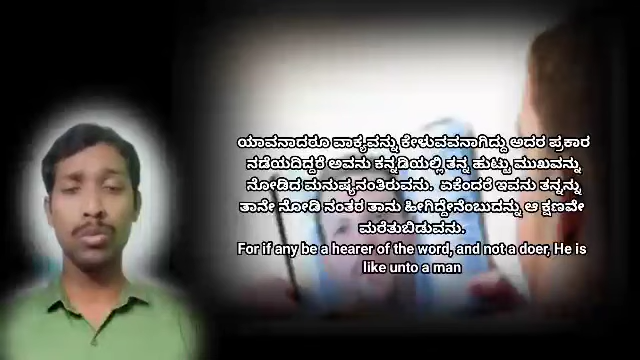 ಯಾವನಾದರೂ ವಾಕ್ಯವನ್ನು ಕೇಳುವವನಾಗಿದ್ದು ಅದರ ಪ್ರಕಾರ
ನಡೆಯದಿದ್ದರೆ ಅವನು ಕನ್ನಡಿಯಲ್ಲಿ ತನ್ನ ಹುಟ್ಟು ಮುಖವನ್ನು
ನೋಡಿದ ಮನುಷ್ಯನಂತಿರುವನು. ಏಕೆಂದರೆ ಇವನು ತನ್ನನ್ನು
ತಾನೇ ನೋಡಿ ನಂತರ ತಾನು ಹೀಗಿದ್ದೇನೆಂಬುದನ್ನು ಆ ಕ್ಷಣವೇ
ಮರೆತುಬಿಡುವನು.
For if any be a hearer of the word, and not a doer, He is
like unto a man